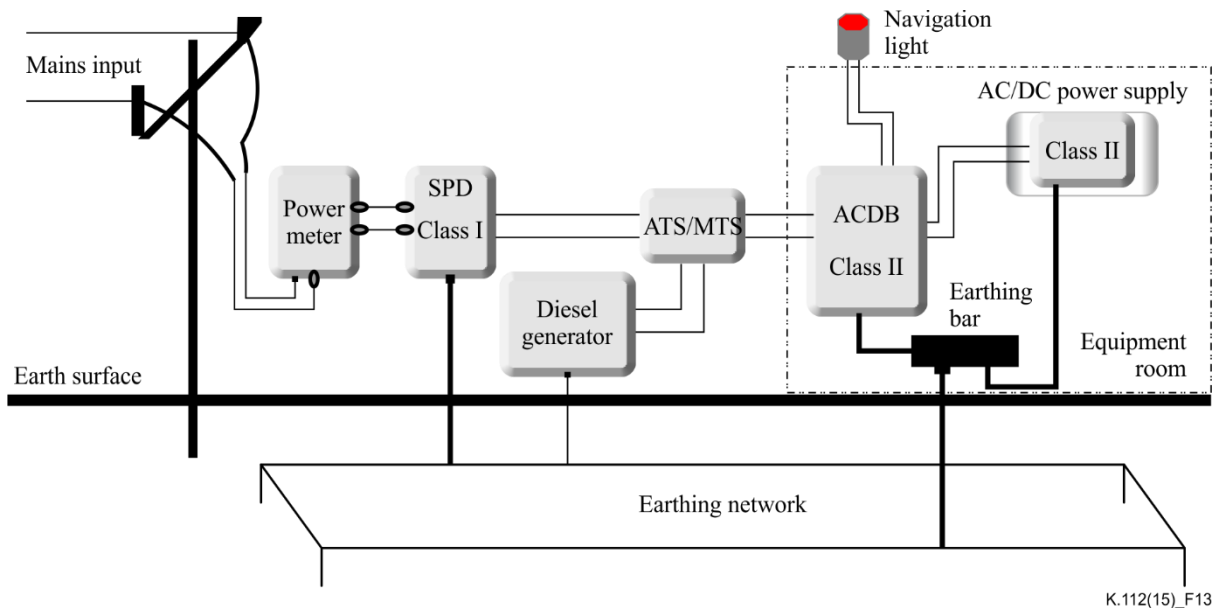 Navigation
light
Mains input
AC/DC power supply
Class II
SPD
Class I
Power
meter
ATS/MTS
ACDB
Class II
Diesel
generator
Earthing
bar
Equipment
room
Earth surface
Earthing network
K.112(15)_F13